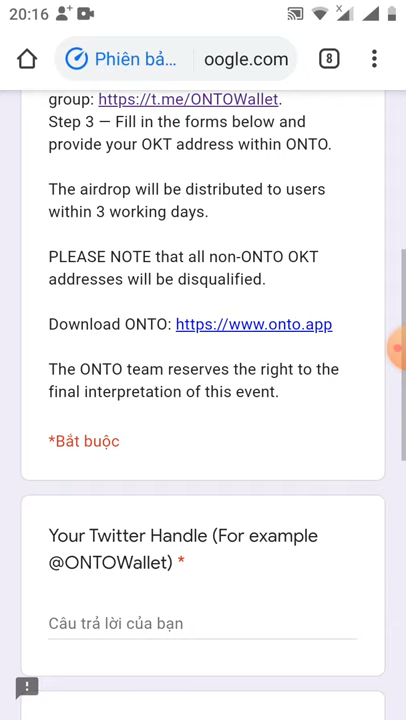 20:16
Phiên bả... oogle.com 8
group: https://t.me/ONTOWallet.
Step 3 — Fill in the forms below and
provide your OKT address within ONTO.
The airdrop will be distributed to users
within 3 working days.
PLEASE NOTE that all non-ONTO OKT
addresses will be disqualified.
Download ONTO: https://www.onto.app
The ONTO team reserves the right to the
final interpretation of this event.
*Bắt buộc
Your Twitter Handle (For example
@ONTOWallet) *
Câu trả lời của bạn